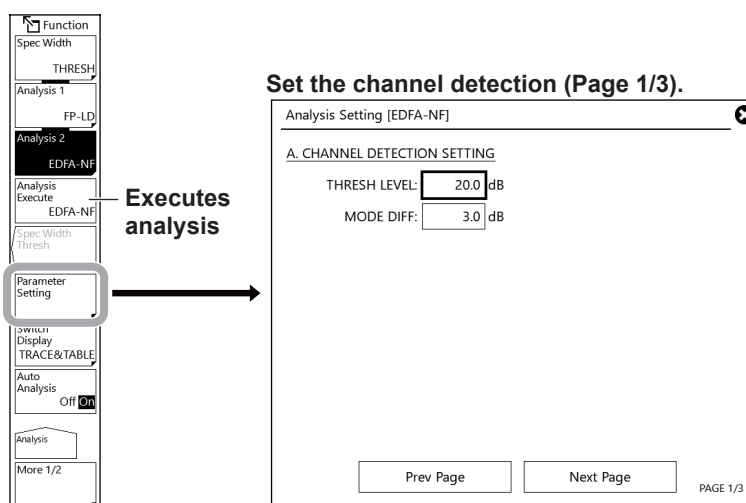 Function
Spec Width
THRESH
Analysis 1
FP-LD
Analysis 2
EDFA-NF
Analysis
Execute
EDFA-NF
Spec Width
Thresh
Parameter
Setting
Switch
Display
TRACE&TABLE
Auto
Analysis
Off On
Analysis
More 1/2
Executes
analysis
Set the channel detection (Page 1/3).
Analysis Setting [EDFA-NF]
A. CHANNEL DETECTION SETTING
THRESH LEVEL: 20.0 dB
MODE DIFF: 3.0 dB
Prev Page Next Page PAGE 1/3